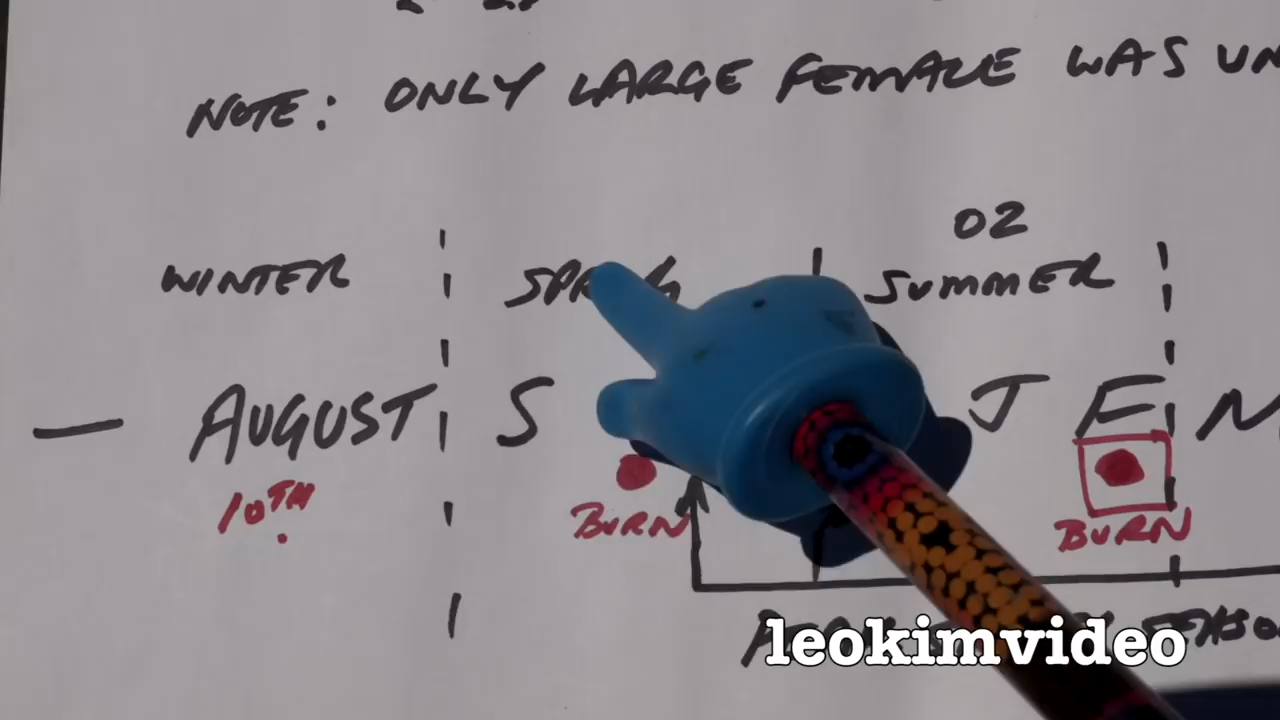 NOTE: ONLY LARGE FEMALE WAS
02
WINTER SUMMER
— AUGUST S J F
10TH.
BURN BURN
leokimvideo